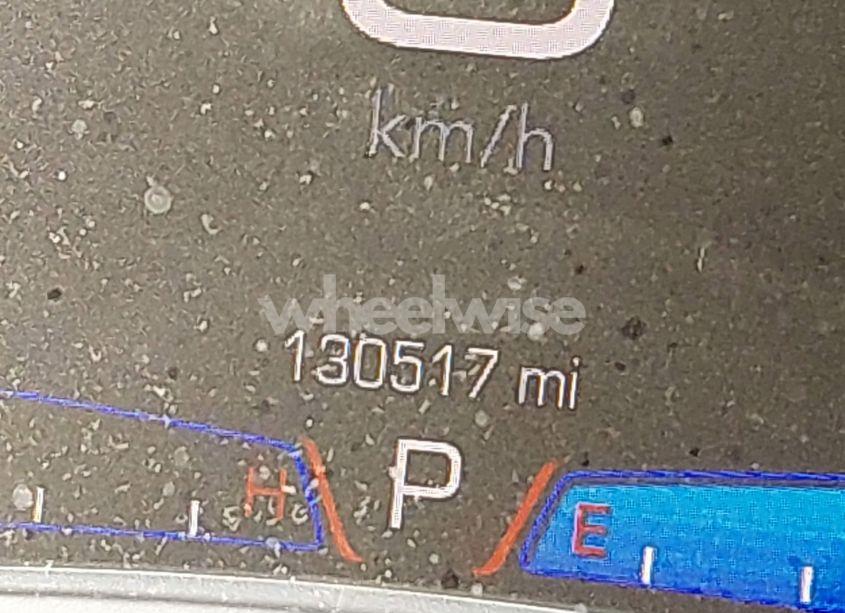 km/h
wheelwise
130517 mi
H P E